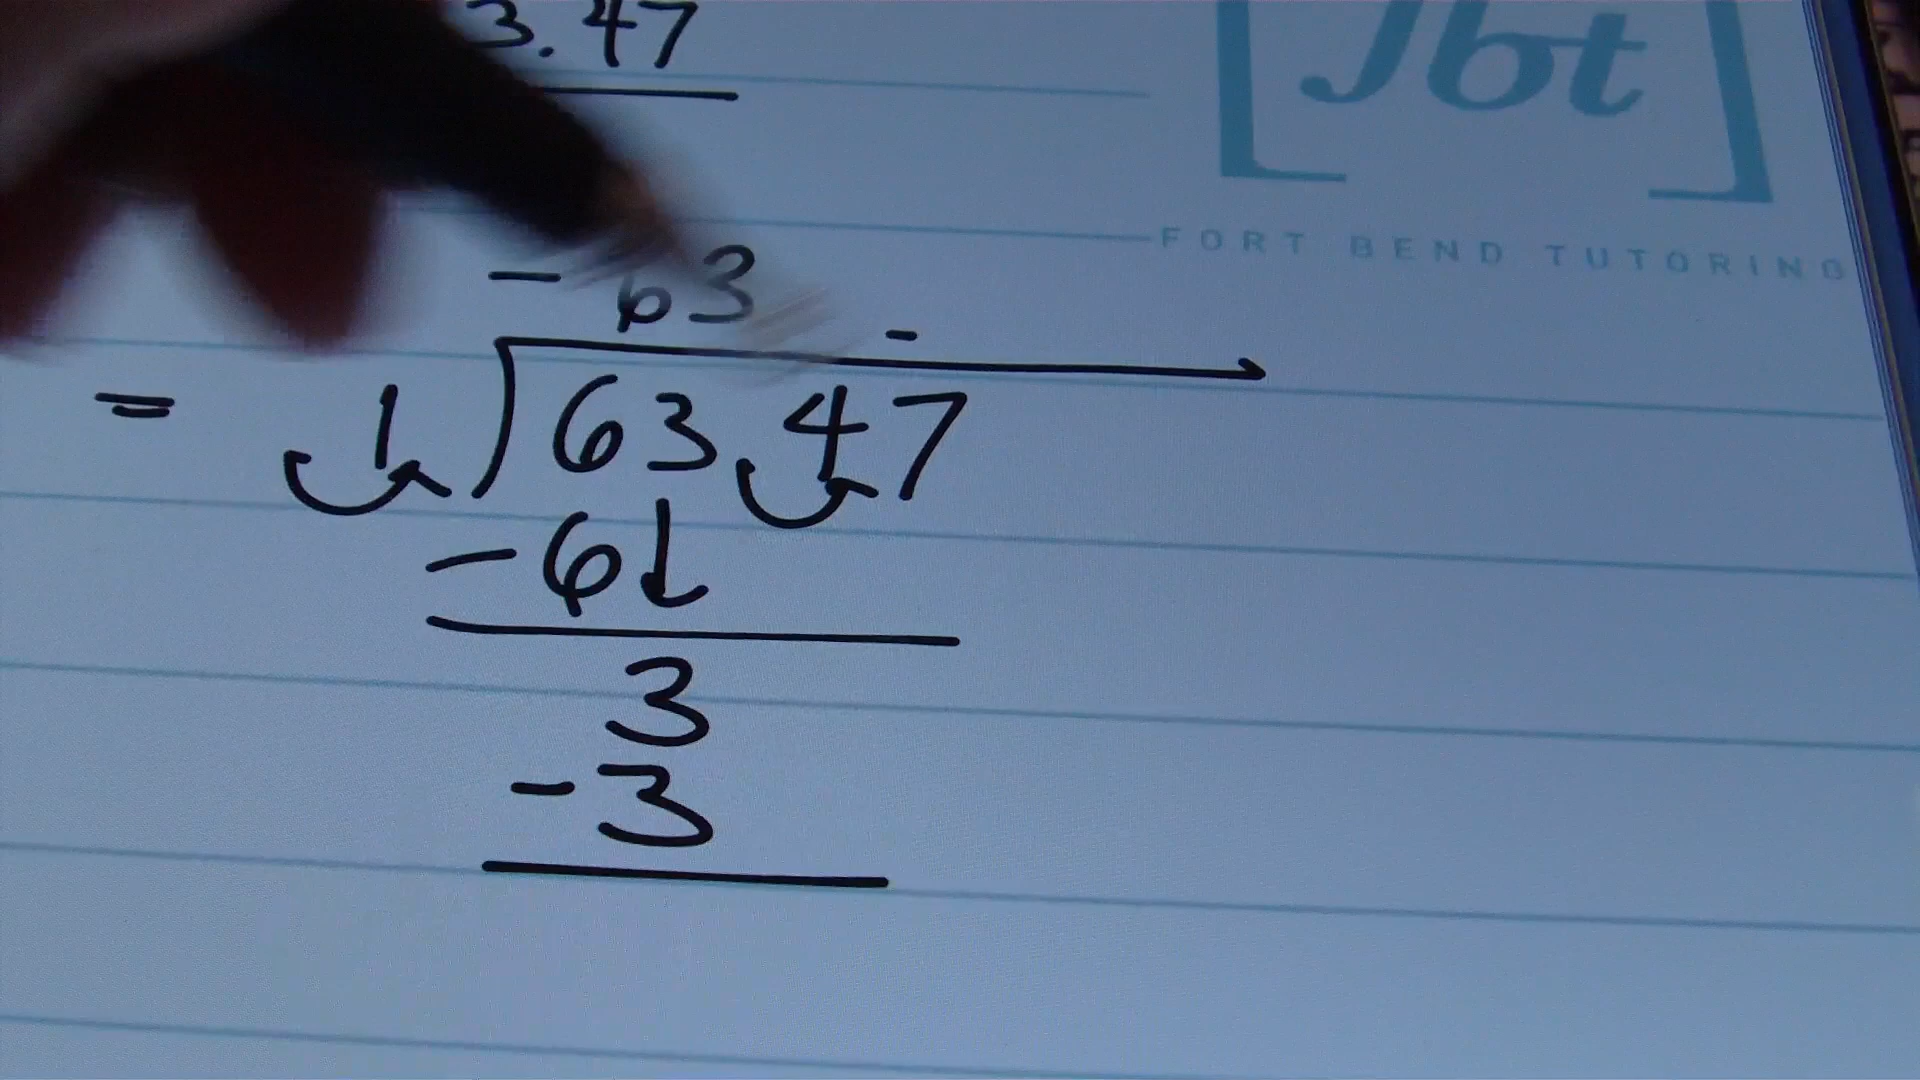 3.47
fbt
FORT BEND TUTORING
- 63
= 1 63.47
- 6
3
- 3